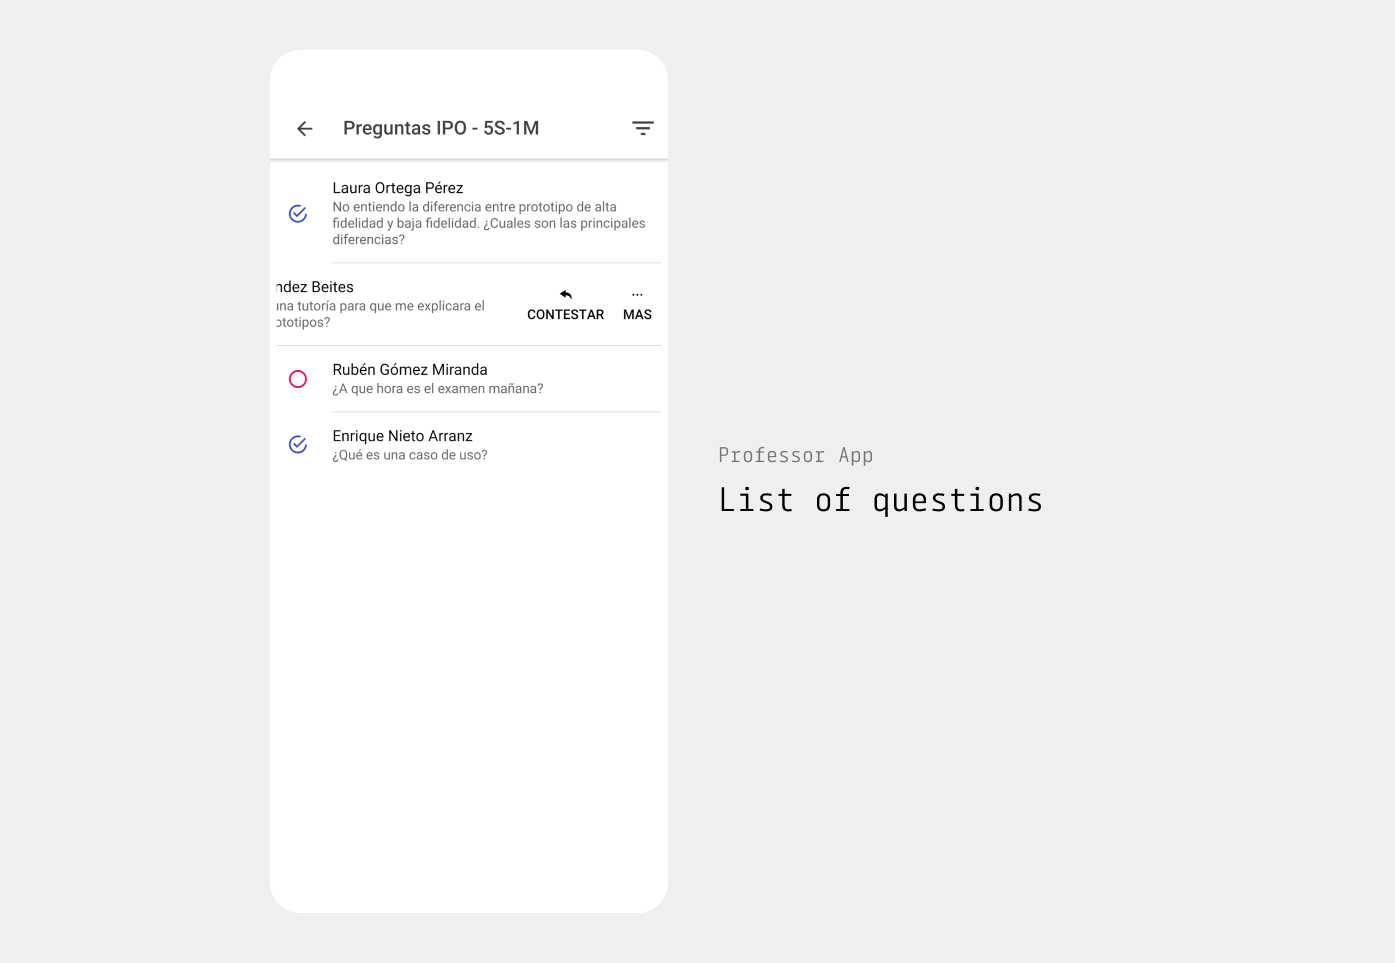 Preguntas IPO - 5S-1M
Laura Ortega Pérez
No entiendo la diferencia entre prototipo de alta
fidelidad y baja fidelidad. ¿Cuales son las principales
diferencias?
ndez Beites
una tutoría para que me explicara el
ototipos?
CONTESTAR
MAS
Rubén Gómez Miranda
¿A que hora es el examen mañana?
Enrique Nieto Arranz
¿Qué es una caso de uso?
Professor App
List of questions